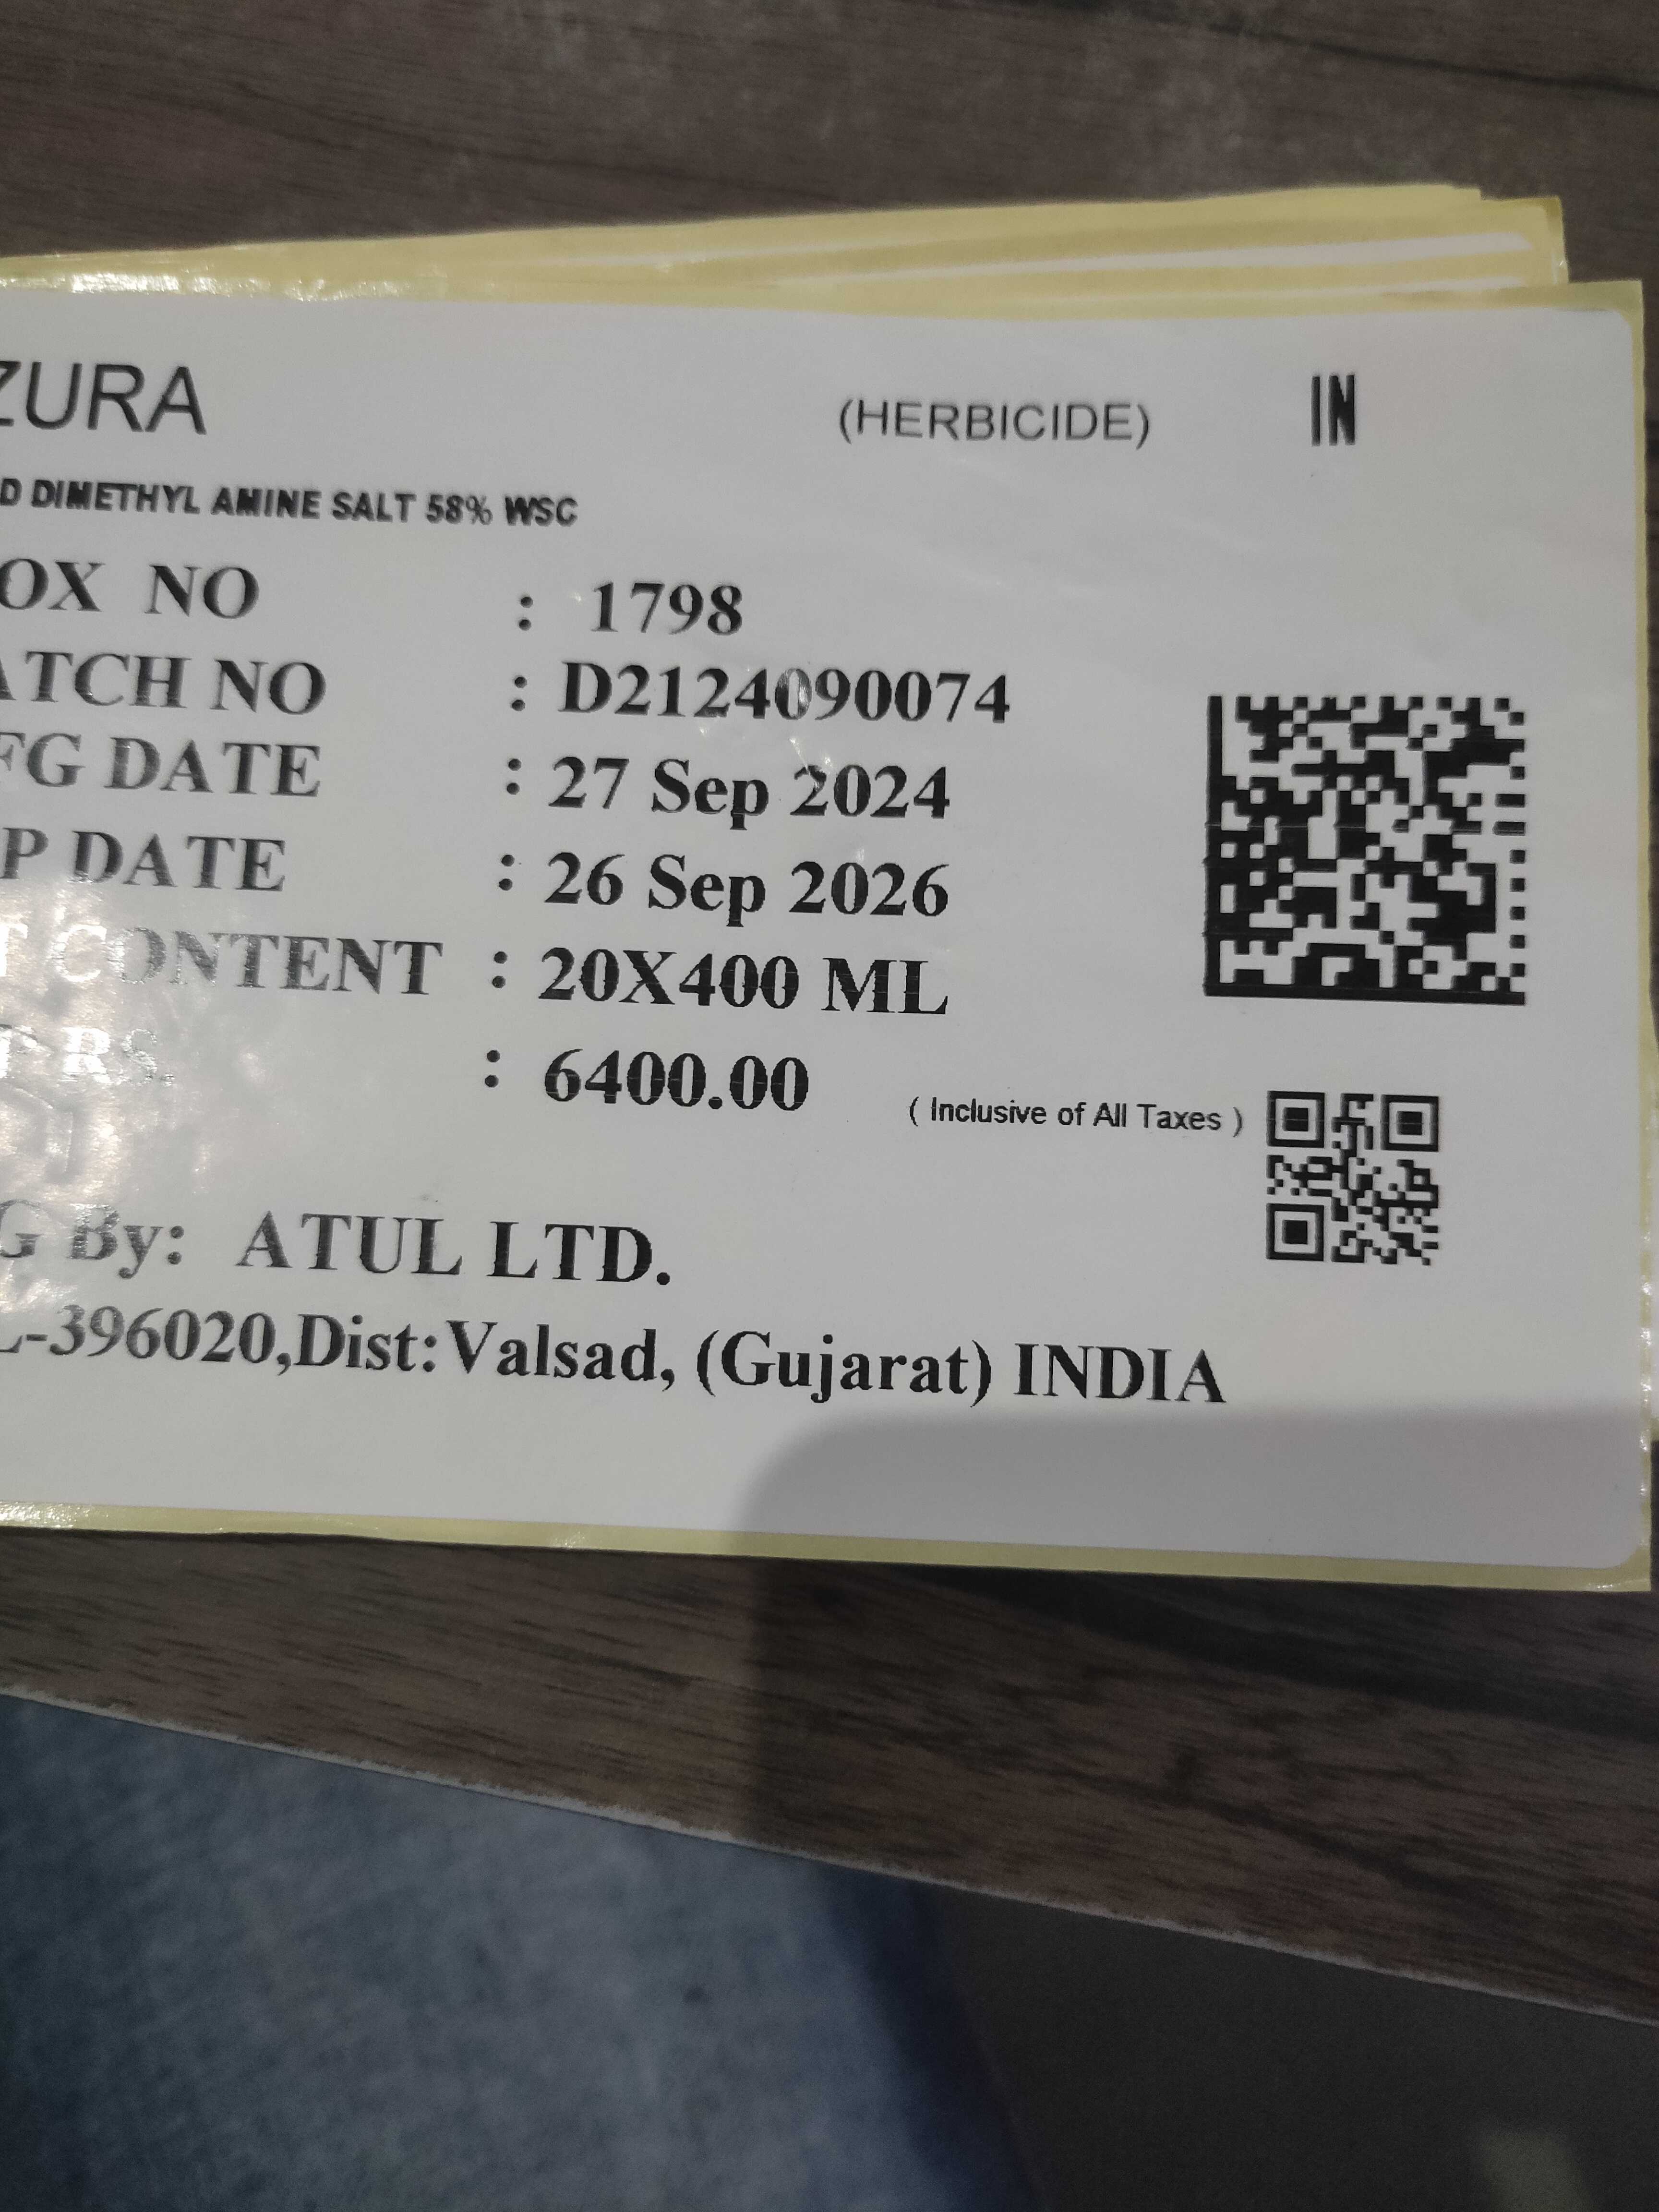 ZURA (HERBICIDE) IN
D DIMETHYL AMINE SALT 58% WSC
OX NO : 1798
ATCH NO : D2124090074
FG DATE : 27 Sep 2024
P DATE : 26 Sep 2026
T CONTENT : 20X400 ML
P RS. : 6400.00 ( Inclusive of All Taxes )
G By: ATUL LTD.
L-396020,Dist:Valsad, (Gujarat) INDIA